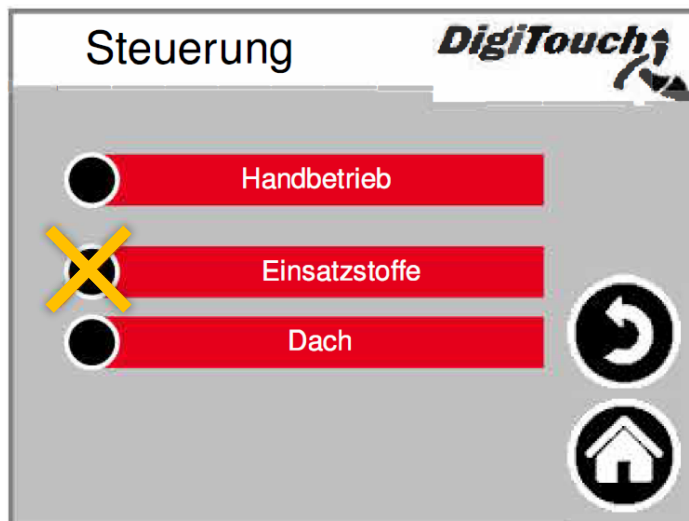 Steuerung
DigiTouch
Handbetrieb
Einsatzstoffe
Dach